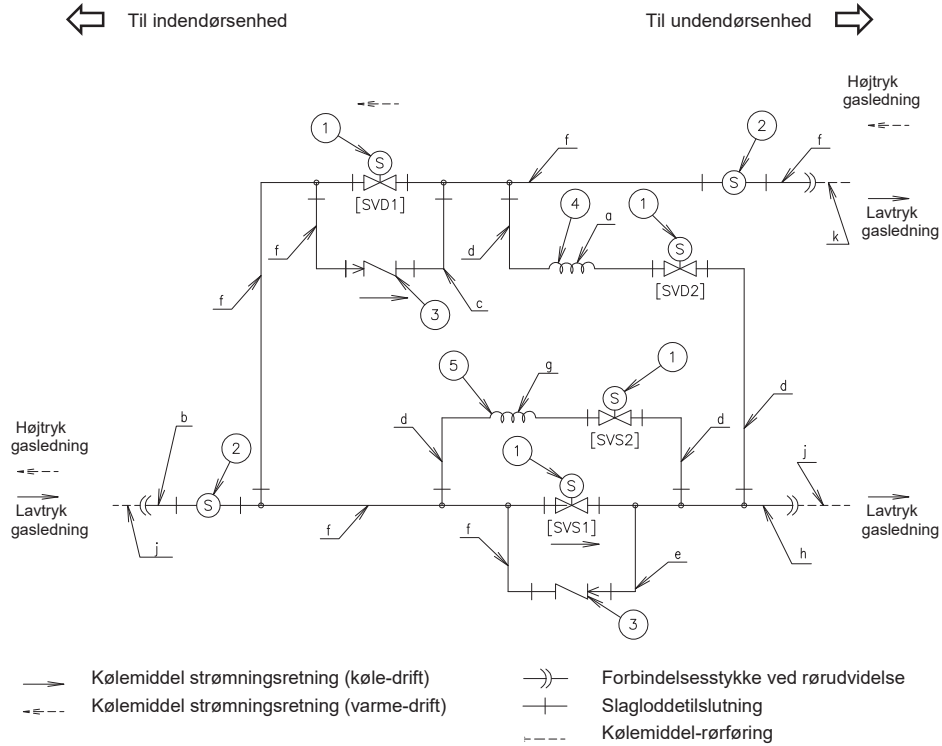 Til indendørsenhed
Til undendørsenhed
Højtryk
gasledning
1
2
f
f
S
S
[SVD1]
Lavtryk
gasledning
k
4
a
1
f
d
S
[SVD2]
f
c
3
5
g
1
S
[SVS2]
d
d
d
Højtryk
gasledning
b
2
1
j
S
S
Lavtryk
gasledning
Lavtryk
gasledning
[SVS1]
j
f
f
e
h
3
Kølemiddel strømningsretning (køle-drift)
Forbindelsesstykke ved rørudvidelse
Kølemiddel strømningsretning (varme-drift)
Slagloddetilslutning
Kølemiddel-rørføring